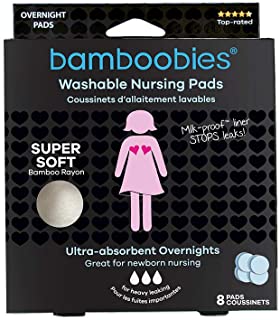 OVERNIGHT
PADS
Top-rated
bamboobies®
Washable Nursing Pads
Coussinets d'allaitement lavables
Milk-proof™ liner
STOPS leaks!
SUPER
SOFT
Bamboo Rayon
Ultra-absorbent Overnights
Great for newborn nursing
for heavy leaking
Pour les fuites importantes
8 PADS
COUSSINETS